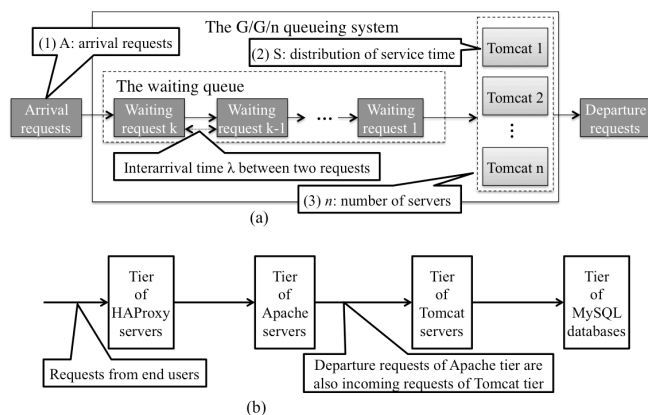 The G/G/n queueing system
(1) A: arrival requests
(2) S: distribution of service time
Tomcat 1
The waiting queue
Arrival
requests
Waiting
request k
Waiting
request k-1
...
Waiting
request 1
Tomcat 2
...
Departure
requests
Interarrival time λ between two requests
Tomcat n
(3) n: number of servers
(a)
Tier
of
HAProxy
servers
Tier
of
Apache
servers
Tier
of
Tomcat
servers
Tier
of
MySQL
databases
Requests from end users
Departure requests of Apache tier are
also incoming requests of Tomcat tier
(b)